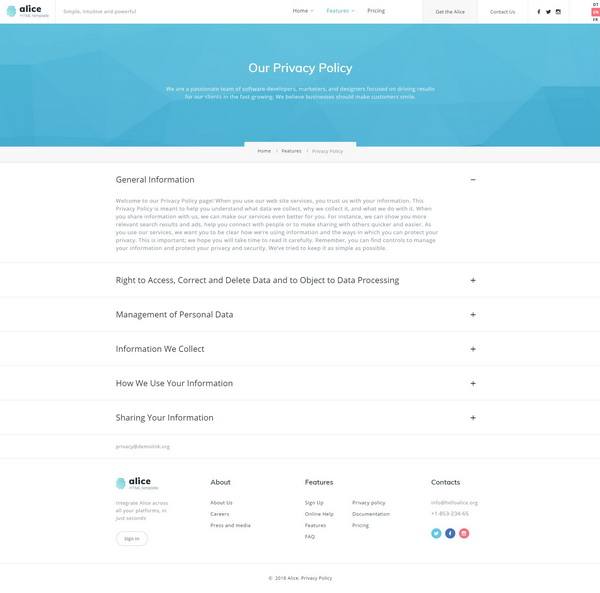 alice
HTML template
Simple, intuitive and powerful
Home
Features
Pricing
Get the Alice
Contact Us
DT
EN
FR
Our Privacy Policy
We are a passionate team of software developers, marketers, and designers focused on driving results
for our clients in the fast growing. We believe businesses should make customers smile.
Home / Features / Privacy Policy
General Information
Welcome to our Privacy Policy page! When you use our web site services, you trust us with your information. This
Privacy Policy is meant to help you understand what data we collect, why we collect it, and what we do with it. When
you share information with us, we can make our services even better for you. For instance, we can show you more
relevant search results and ads, help you connect with people or to make sharing with others quicker and easier. As
you use our services, we want you to be clear how we're using information and the ways in which you can protect your
privacy. This is important; we hope you will take time to read it carefully. Remember, you can find controls to manage
your information and protect your privacy and security. We've tried to keep it as simple as possible.
Right to Access, Correct and Delete Data and to Object to Data Processing
Management of Personal Data
Information We Collect
How We Use Your Information
Sharing Your Information
privacy@demolink.org
alice
HTML template
Integrate Alice across
all your platforms, in
just seconds
Sign in
About
About Us
Careers
Press and media
Features
Sign Up
Online Help
Features
FAQ
Privacy policy
Documentation
Pricing
Contacts
info@helloalice.org
+1-853-234-65
© 2018 Alice. Privacy Policy